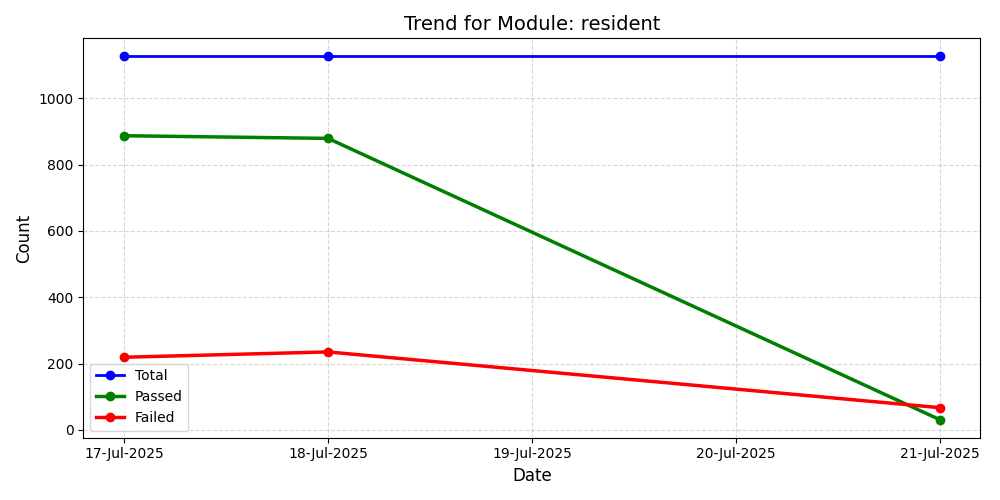 Trend for Module: resident
Count
1000
800
600
400
200
0
Total
Passed
Failed
17-Jul-2025 18-Jul-2025 19-Jul-2025 20-Jul-2025 21-Jul-2025
Date